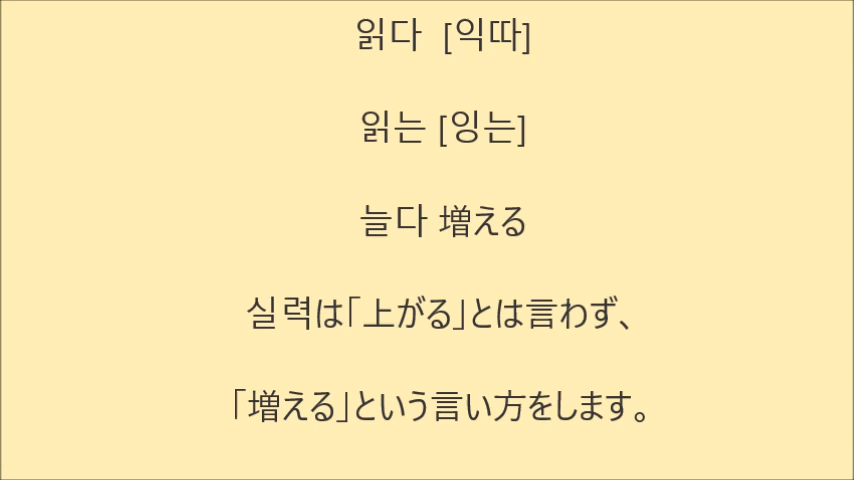 읽다 [익따]
읽는 [잉는]
늘다 増える
실력は「上がる」とは言わず、
「増える」という言い方をします。